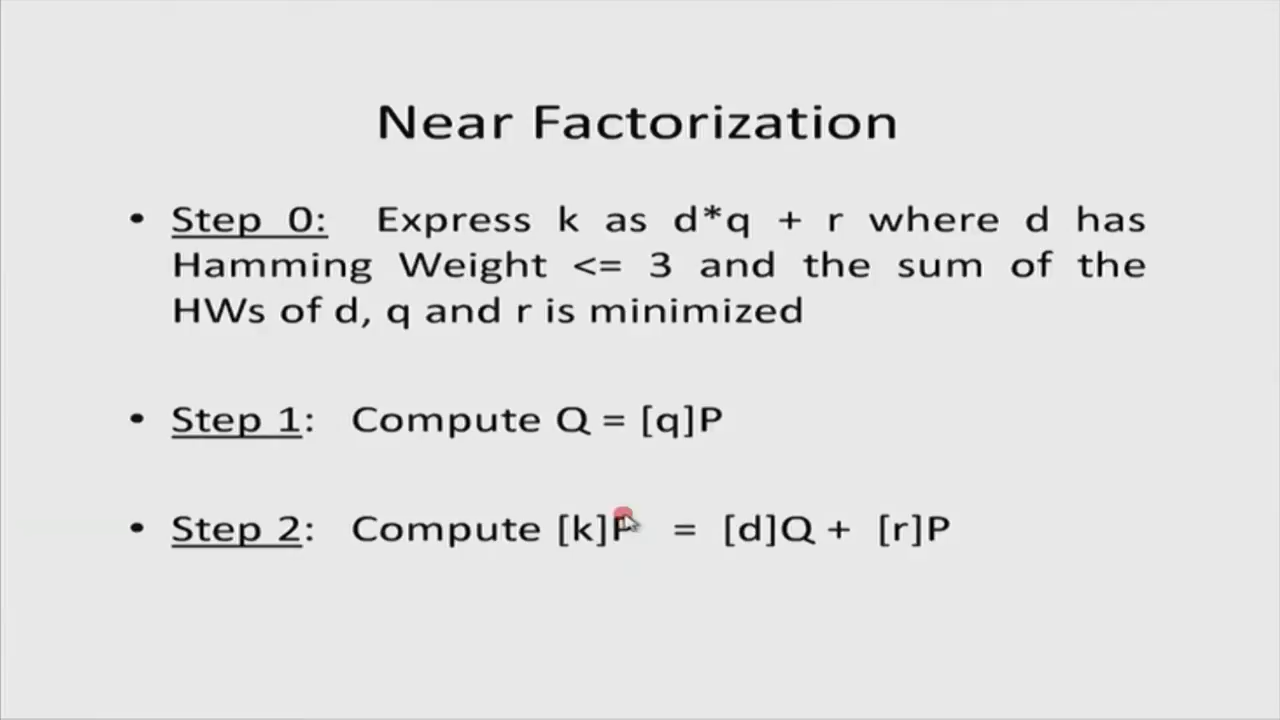 Near Factorization
• Step 0: Express k as d*q + r where d has
Hamming Weight <= 3 and the sum of the
HWs of d, q and r is minimized
• Step 1: Compute Q = [q]P
• Step 2: Compute [k]P = [d]Q + [r]P